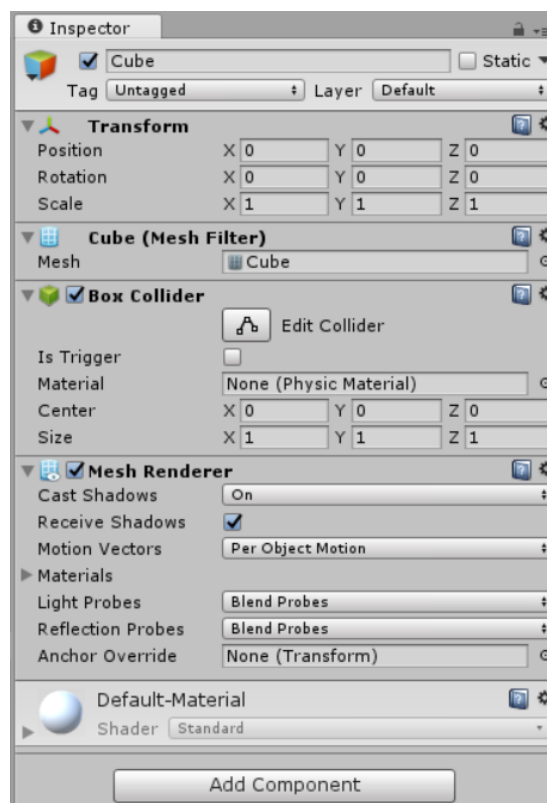 Inspector
Cube Static
Tag Untagged Layer Default
Transform
Position X 0 Y 0 Z 0
Rotation X 0 Y 0 Z 0
Scale X 1 Y 1 Z 1
Cube (Mesh Filter)
Mesh Cube
Box Collider
Edit Collider
Is Trigger
Material None (Physic Material)
Center X 0 Y 0 Z 0
Size X 1 Y 1 Z 1
Mesh Renderer
Cast Shadows On
Receive Shadows
Motion Vectors Per Object Motion
Materials
Light Probes Blend Probes
Reflection Probes Blend Probes
Anchor Override None (Transform)
Default-Material
Shader Standard
Add Component